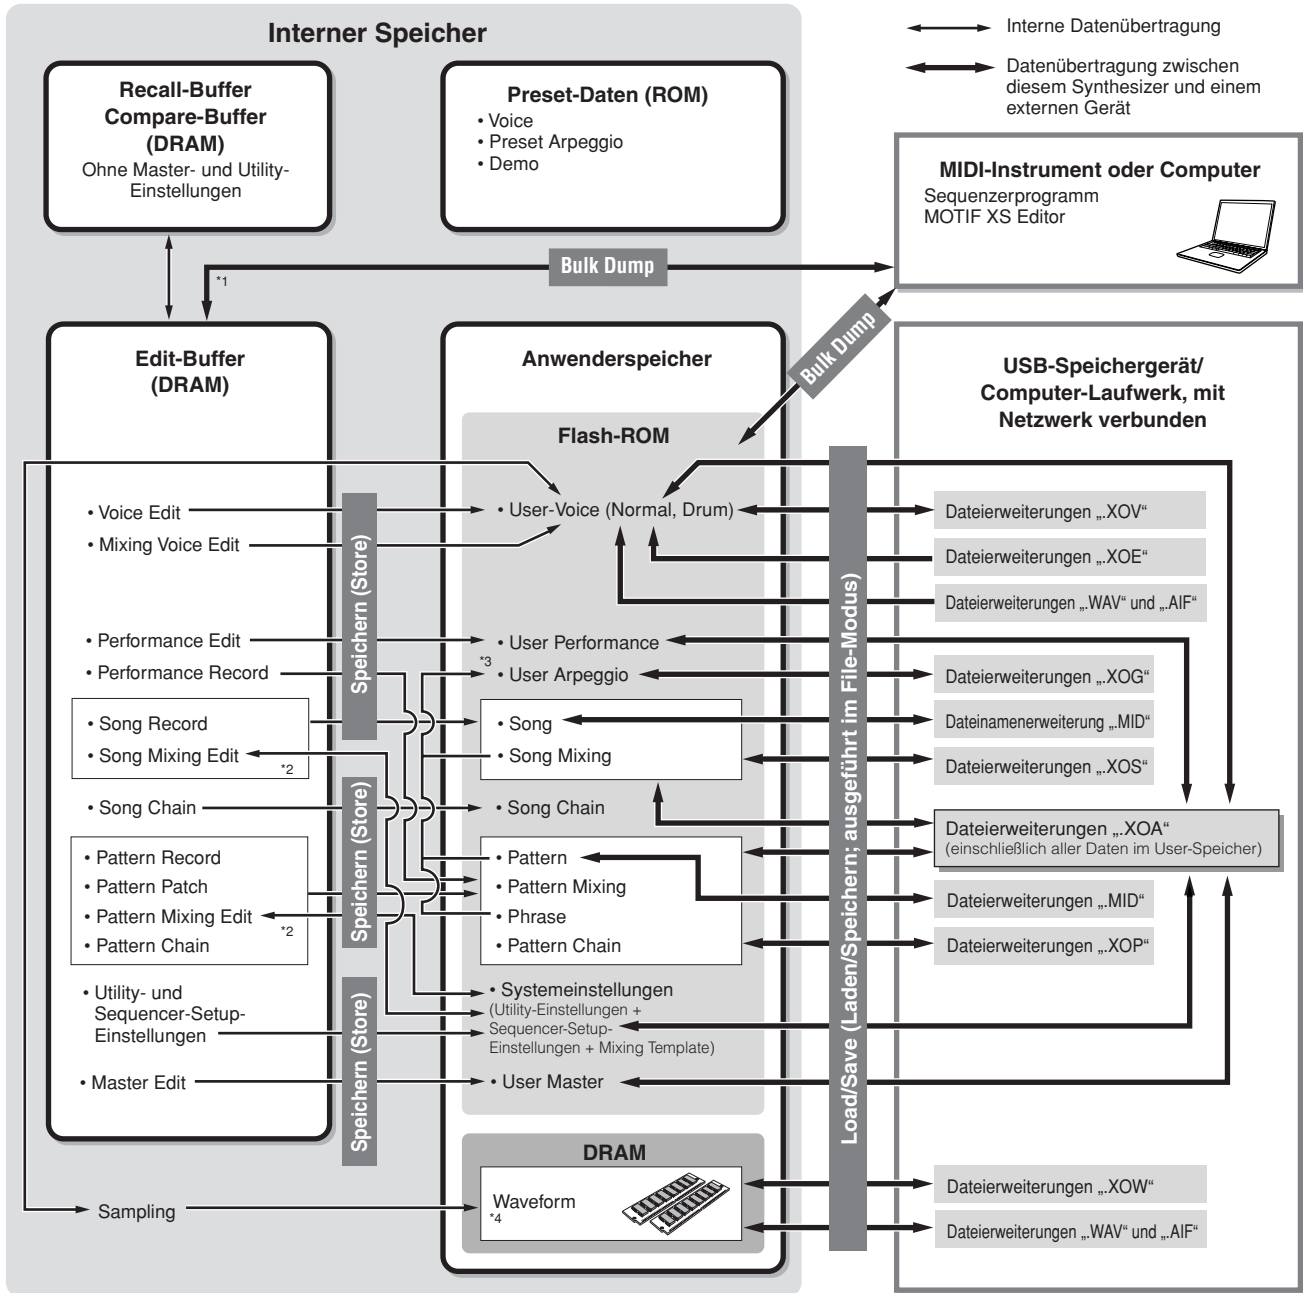 Interner Speicher
Recall-Buffer
Compare-Buffer
(DRAM)
Ohne Master- und Utility-
Einstellungen
Preset-Daten (ROM)
• Voice
• Preset Arpeggio
• Demo
Interne Datenübertragung
Datenübertragung zwischen
diesem Synthesizer und einem
externen Gerät
MIDI-Instrument oder Computer
Sequenzerprogramm
MOTIF XS Editor
*1
Bulk Dump
Bulk Dump
Edit-Buffer
(DRAM)
• Voice Edit
• Mixing Voice Edit
• Performance Edit
• Performance Record
• Song Record
• Song Mixing Edit
*2
• Song Chain
• Pattern Record
• Pattern Patch
• Pattern Mixing Edit
*2
• Pattern Chain
• Utility- und
Sequencer-Setup-
Einstellungen
• Master Edit
Sampling
Speichern (Store)
Speichern (Store)
Speichern (Store)
Anwenderspeicher
Flash-ROM
• User-Voice (Normal, Drum)
• User Performance
*3
• User Arpeggio
• Song
• Song Mixing
• Song Chain
• Pattern
• Pattern Mixing
• Phrase
• Pattern Chain
• Systemeinstellungen
(Utility-Einstellungen +
Sequencer-Setup-
Einstellungen + Mixing Template)
• User Master
DRAM
Waveform
*4
Load/Save (Laden/Speichern; ausgeführt im File-Modus)
USB-Speichergerät/
Computer-Laufwerk, mit
Netzwerk verbunden
Dateierweiterungen „.XOV“
Dateierweiterungen „.XOE“
Dateierweiterungen „.WAV“ und „.AIF“
Dateierweiterungen „.XOG“
Dateinamenerweiterung „.MID“
Dateierweiterungen „.XOS“
Dateierweiterungen „.XOA“
(einschließlich aller Daten im User-Speicher)
Dateierweiterungen „.MID“
Dateierweiterungen „.XOP“
Dateierweiterungen „.XOW“
Dateierweiterungen „.WAV“ und „.AIF“